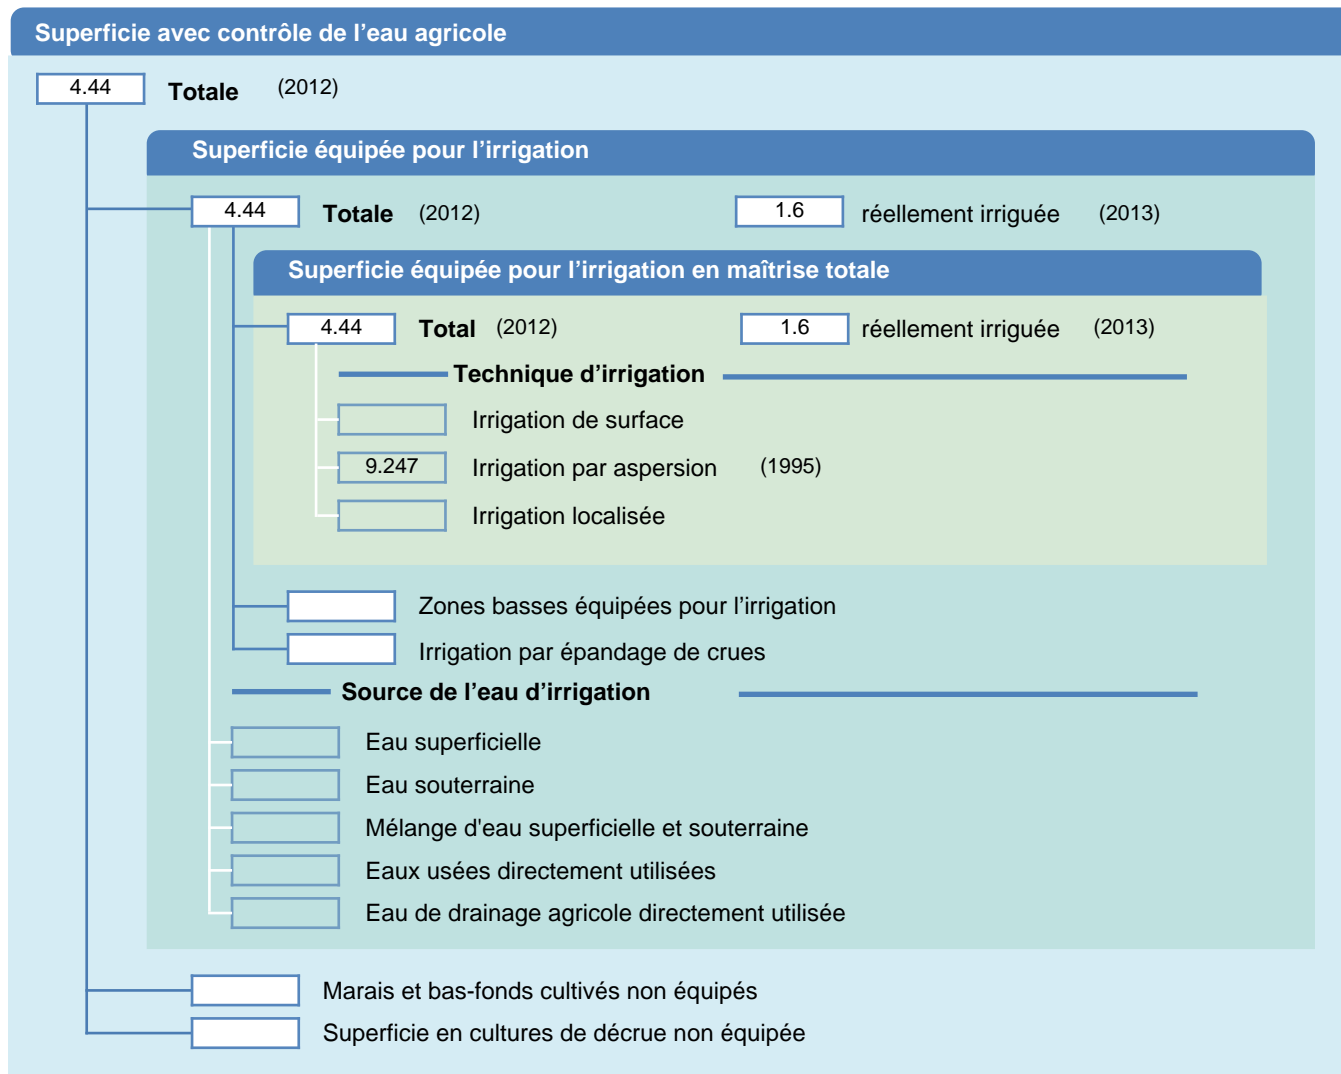 Superficie avec contrôle de l'eau agricole
4.44 Totale (2012)
Superficie équipée pour l'irrigation
4.44 Totale (2012) 1.6 réellement irriguée (2013)
Superficie équipée pour l'irrigation en maîtrise totale
4.44 Total (2012) 1.6 réellement irriguée (2013)
Technique d'irrigation
Irrigation de surface
9.247 Irrigation par aspersion (1995)
Irrigation localisée
Zones basses équipées pour l'irrigation
Irrigation par épandage de crues
Source de l'eau d'irrigation
Eau superficielle
Eau souterraine
Mélange d'eau superficielle et souterraine
Eaux usées directement utilisées
Eau de drainage agricole directement utilisée
Marais et bas-fonds cultivés non équipés
Superficie en cultures de décrue non équipée